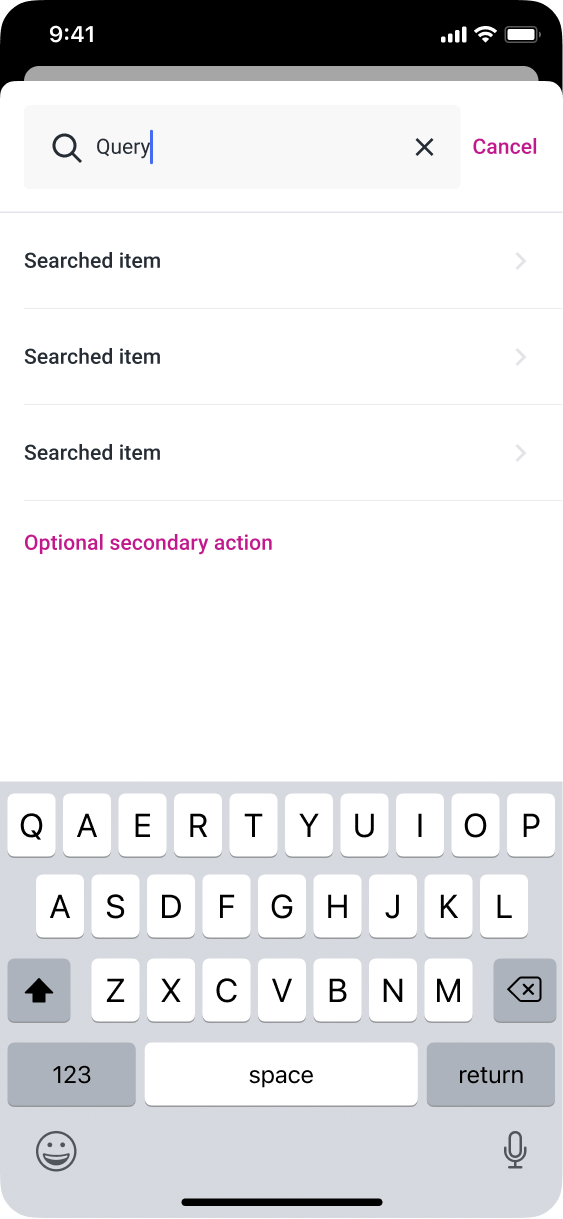 9:41
Query Cancel
Searched item
Searched item
Searched item
Optional secondary action
Q A E R T Y U I O P
A S D F G H J K L
Z X C V B N M
123 space return